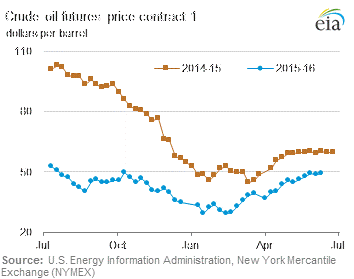 Crude oil futures price contract 1
dollars per barrel
eia
110
2014-15
2015-16
80
50
20
Jul
Oct
Jan
Apr
Jul
Source: U.S. Energy Information Administration, New York Mercantile
Exchange (NYMEX)